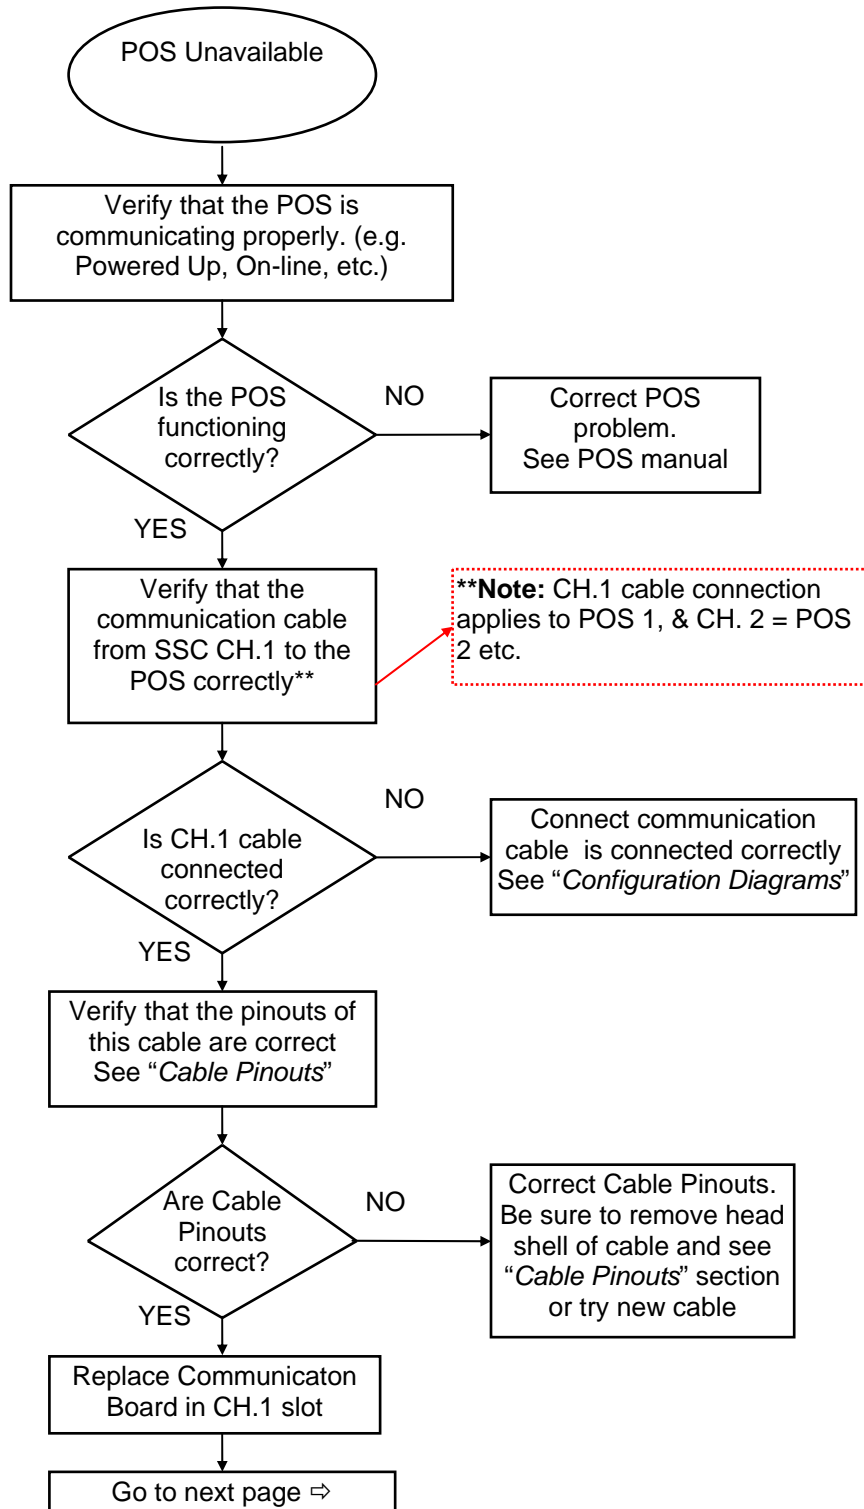 POS Unavailable
Verify that the POS is
communicating properly. (e.g.
Powered Up, On-line, etc.)
Is the POS
functioning
correctly?
NO
Correct POS
problem.
See POS manual
YES
Verify that the
communication cable
from SSC CH.1 to the
POS correctly**
**Note: CH.1 cable connection
applies to POS 1, & CH. 2 = POS
2 etc.
Is CH.1 cable
connected
correctly?
NO
Connect communication
cable  is connected correctly
See “Configuration Diagrams”
YES
Verify that the pinouts of
this cable are correct
See “Cable Pinouts”
Are Cable
Pinouts
correct?
NO
Correct Cable Pinouts.
Be sure to remove head
shell of cable and see
“Cable Pinouts” section
or try new cable
YES
Replace Communicaton
Board in CH.1 slot
Go to next page ⇨